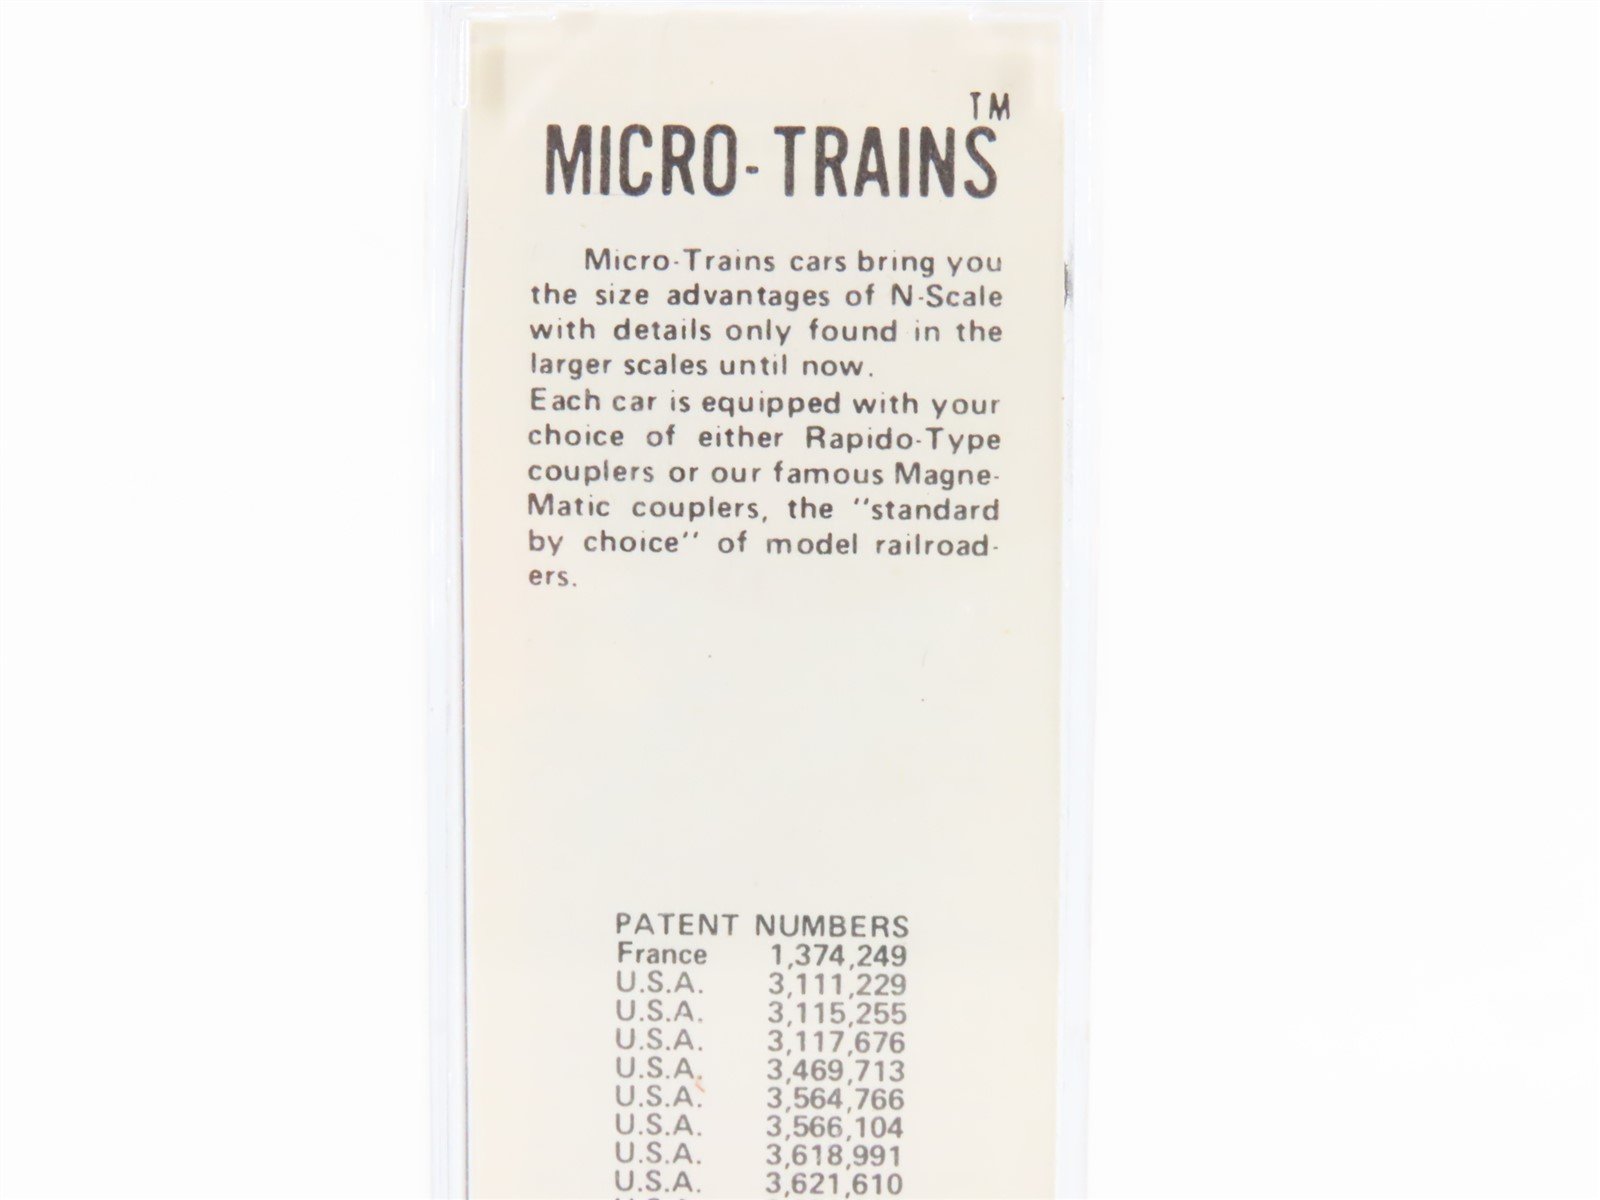 MICRO-TRAINS™
Micro-Trains cars bring you
the size advantages of N-Scale
with details only found in the
larger scales until now.
Each car is equipped with your
choice of either Rapido-Type
couplers or our famous Magne-
Matic couplers, the "standard
by choice" of model railroad-
ers.
PATENT NUMBERS
France 1,374,249
U.S.A. 3,111,229
U.S.A. 3,115,255
U.S.A. 3,117,676
U.S.A. 3,469,713
U.S.A. 3,564,766
U.S.A. 3,566,104
U.S.A. 3,618,991
U.S.A. 3,621,610